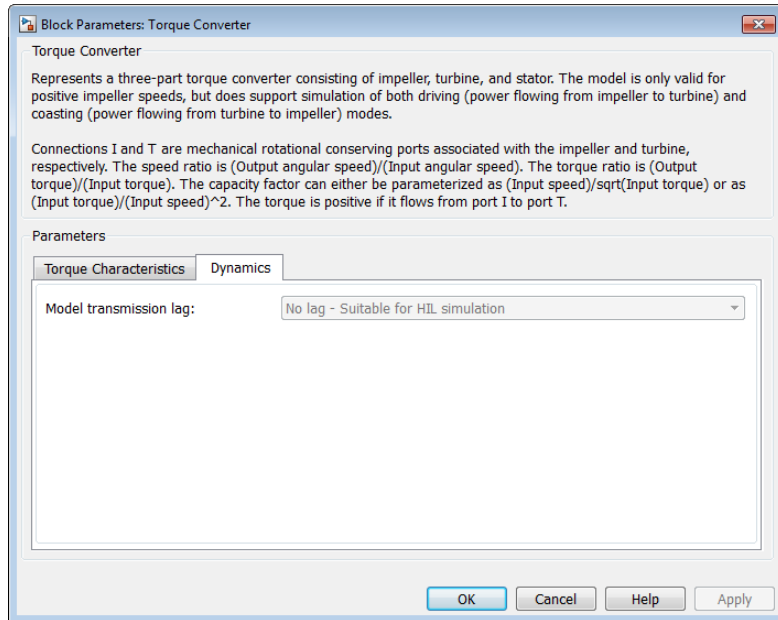 Block Parameters: Torque Converter
Torque Converter
Represents a three-part torque converter consisting of impeller, turbine, and stator. The model is only valid for
positive impeller speeds, but does support simulation of both driving (power flowing from impeller to turbine) and
coasting (power flowing from turbine to impeller) modes.
Connections I and T are mechanical rotational conserving ports associated with the impeller and turbine,
respectively. The speed ratio is (Output angular speed)/(Input angular speed). The torque ratio is (Output
torque)/(Input torque). The capacity factor can either be parameterized as (Input speed)/sqrt(Input torque) or as
(Input torque)/(Input speed)^2. The torque is positive if it flows from port I to port T.
Parameters
Torque Characteristics Dynamics
Model transmission lag: No lag - Suitable for HIL simulation
OK Cancel Help Apply